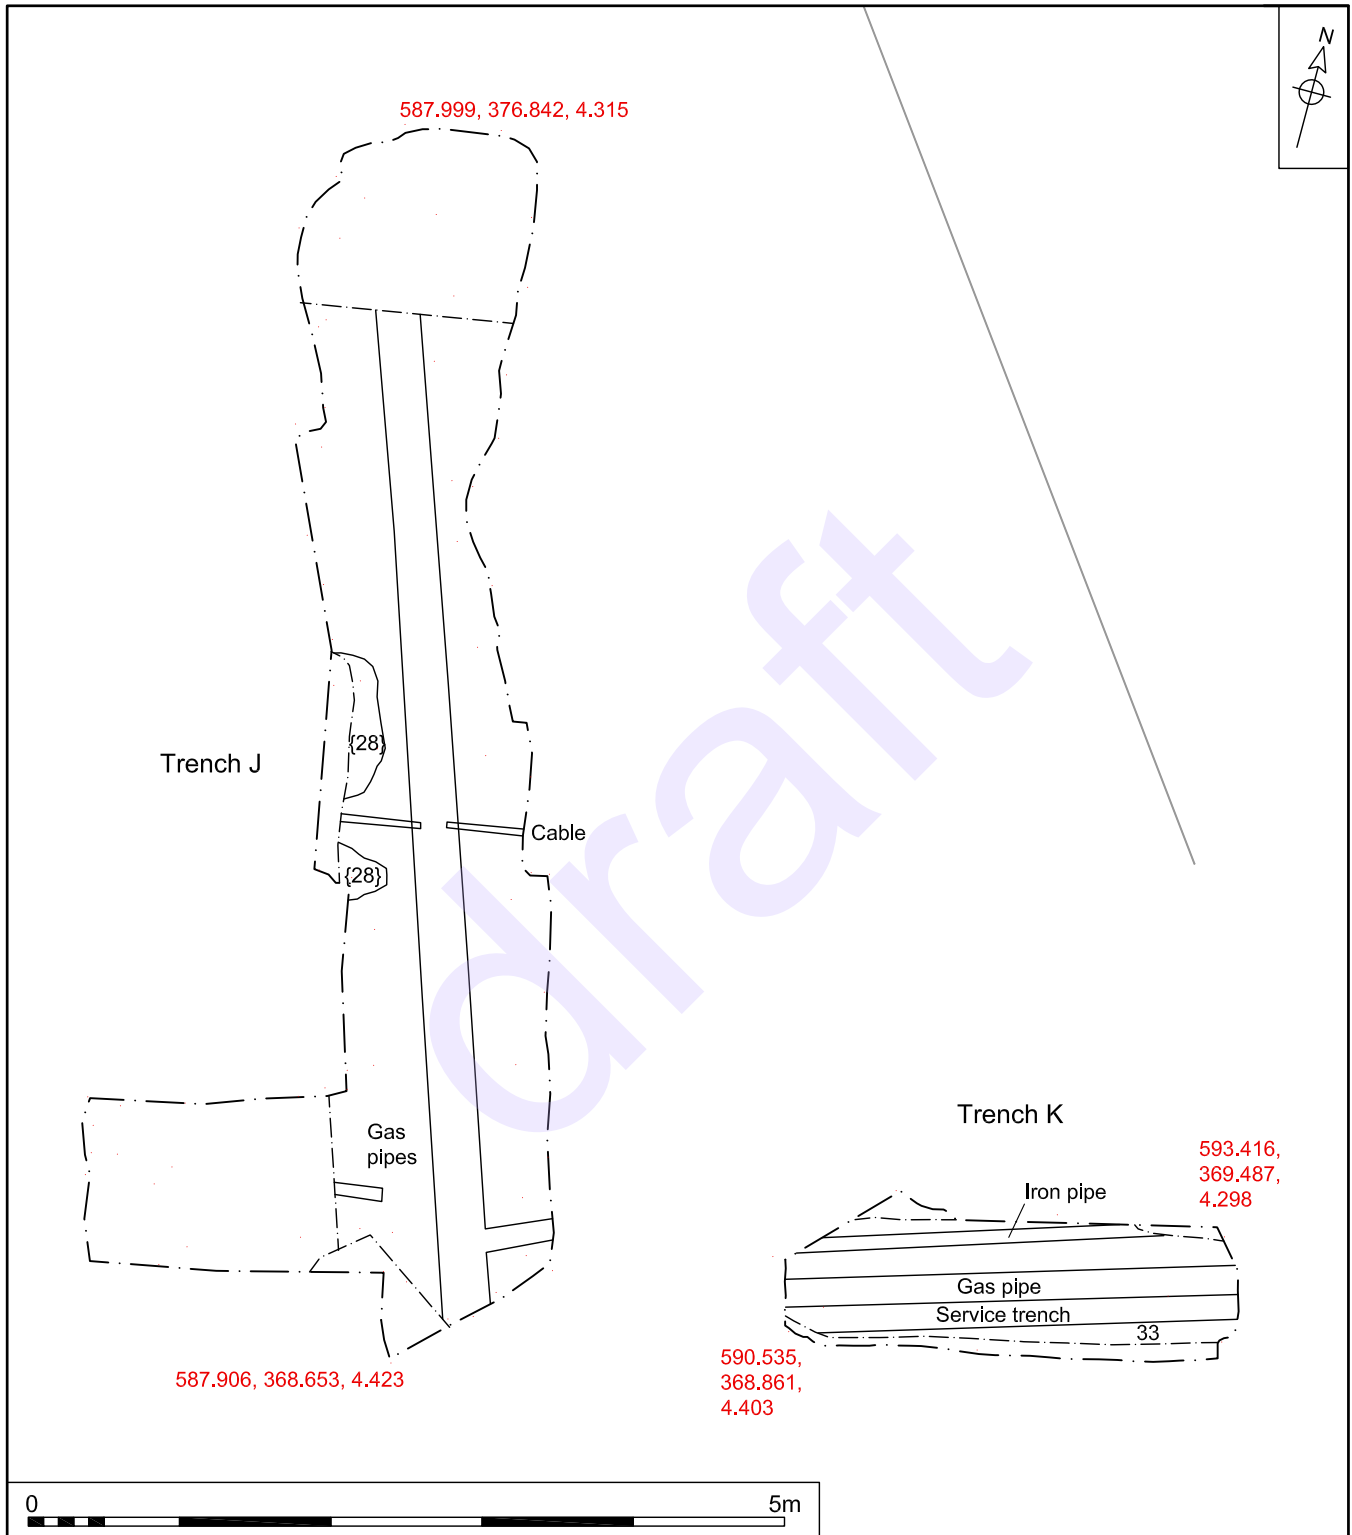 N
587.999, 376.842, 4.315
{28}
Trench J
Cable
{28}
Gas
pipes
587.906, 368.653, 4.423
Trench K
593.416,
369.487,
4.298
Iron pipe
Gas pipe
Service trench
33
590.535,
368.861,
4.403
draft
0 5m